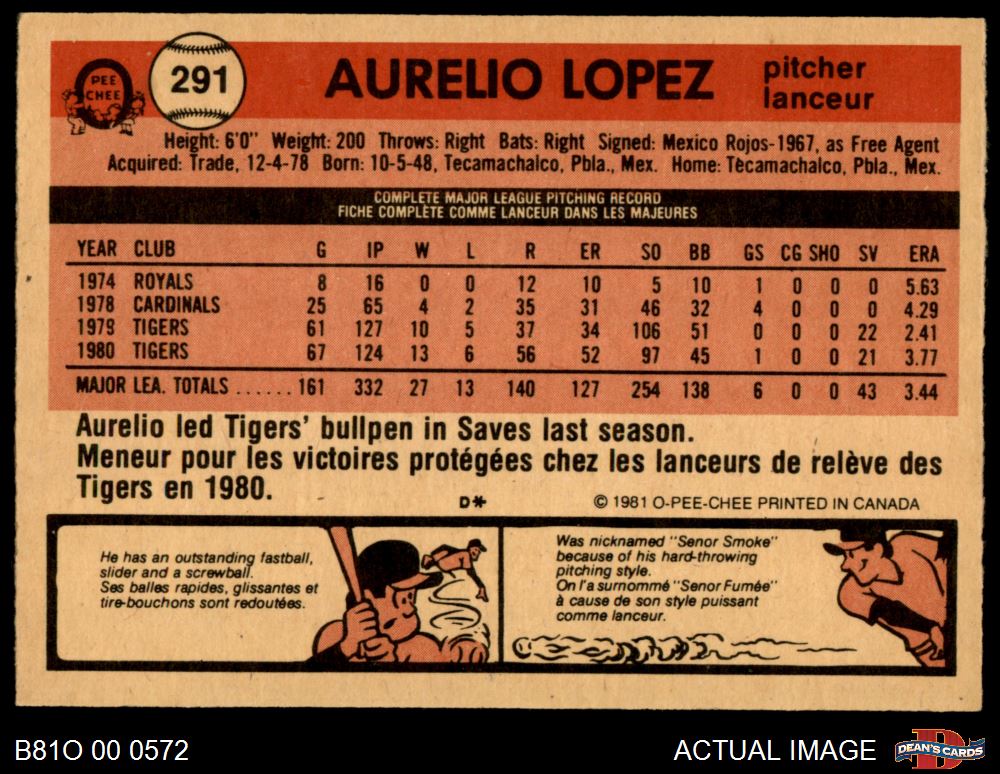 PEE
CHEE
291
AURELIO LOPEZ
pitcher
lanceur
Height: 6'0" Weight: 200 Throws: Right Bats: Right Signed: Mexico Rojos-1967, as Free Agent
Acquired: Trade, 12-4-78 Born: 10-5-48, Tecamachalco, Pbla., Mex. Home: Tecamachalco, Pbla., Mex.
COMPLETE MAJOR LEAGUE PITCHING RECORD
FICHE COMPLÈTE COMME LANCEUR DANS LES MAJEURES
YEAR CLUB G IP W L R ER SO BB GS CG SHO SV ERA
1974 ROYALS 8 16 0 0 12 10 5 10 1 0 0 0 5.63
1978 CARDINALS 25 65 4 2 35 31 46 32 4 0 0 0 4.29
1979 TIGERS 61 127 10 5 37 34 106 51 0 0 0 22 2.41
1980 TIGERS 67 124 13 6 56 52 97 45 1 0 0 21 3.77
MAJOR LEA. TOTALS ...... 161 332 27 13 140 127 254 138 6 0 0 43 3.44
Aurelio led Tigers' bullpen in Saves last season.
Meneur pour les victoires protégées chez les lanceurs de relève des
Tigers en 1980.
D* © 1981 O-PEE-CHEE PRINTED IN CANADA
He has an outstanding fastball,
slider and a screwball.
Ses balles rapides, glissantes et
tire-bouchons sont redoutées.
Was nicknamed "Senor Smoke"
because of his hard-throwing
pitching style.
On l'a surnommé "Senor Fumée"
à cause de son style puissant
comme lanceur.
B81O 00 0572
ACTUAL IMAGE
DEAN'S CARDS